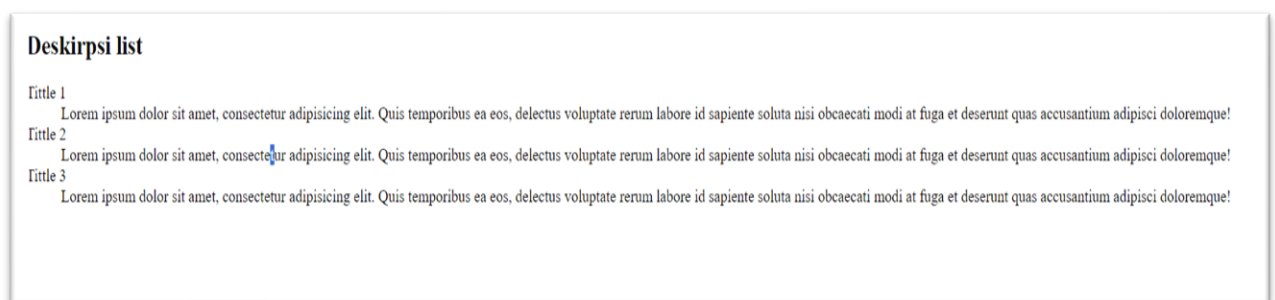 Deskirpsi list
Tittle 1
Lorem ipsum dolor sit amet, consectetur adipisicing elit. Quis temporibus ea eos, delectus voluptate rerum labore id sapiente soluta nisi obcaecati modi at fuga et deserunt quas accusantium adipisci doloremque!
Tittle 2
Lorem ipsum dolor sit amet, consectetur adipisicing elit. Quis temporibus ea eos, delectus voluptate rerum labore id sapiente soluta nisi obcaecati modi at fuga et deserunt quas accusantium adipisci doloremque!
Tittle 3
Lorem ipsum dolor sit amet, consectetur adipisicing elit. Quis temporibus ea eos, delectus voluptate rerum labore id sapiente soluta nisi obcaecati modi at fuga et deserunt quas accusantium adipisci doloremque!